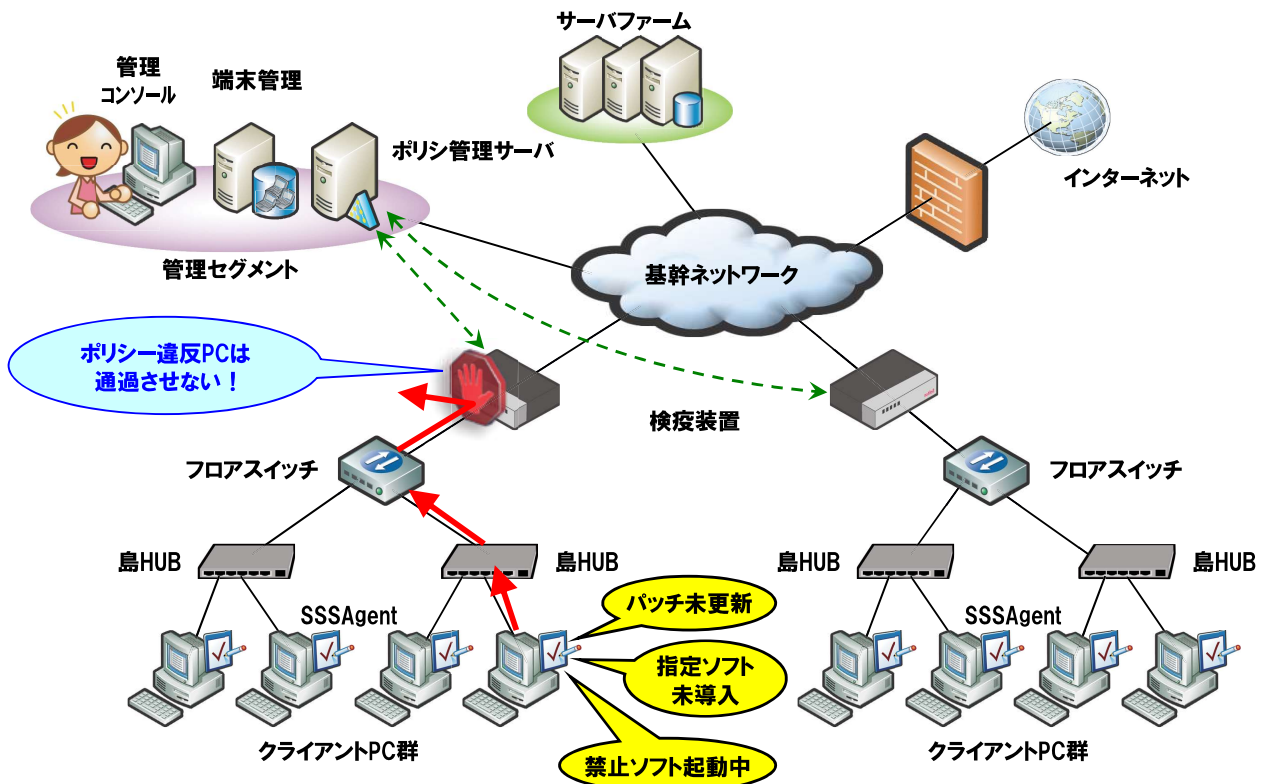 サーバファーム
管理
コンソール
端末管理
ポリシ管理サーバ
インターネット
管理セグメント
基幹ネットワーク
ポリシー違反PCは
通過させない！
検疫装置
フロアスイッチ
フロアスイッチ
島HUB
島HUB
島HUB
島HUB
SSSAgent
SSSAgent
パッチ未更新
指定ソフト
未導入
禁止ソフト起動中
クライアントPC群
クライアントPC群